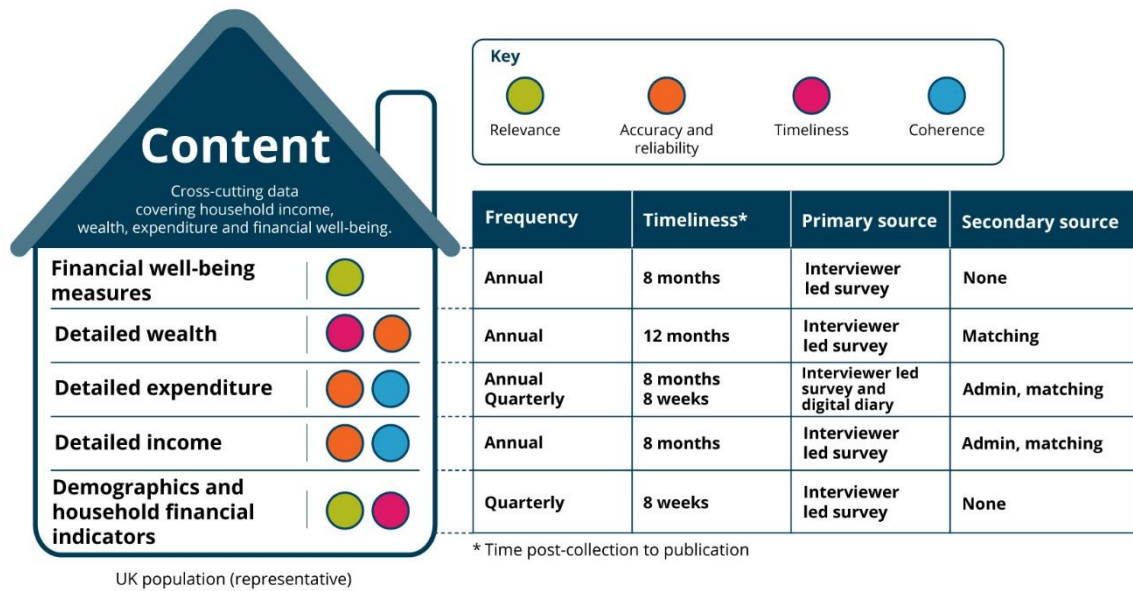 Content
Cross-cutting data
covering household income,
wealth, expenditure and financial well-being.
Key
Relevance
Accuracy and
reliability
Timeliness
Coherence
Frequency
Timeliness*
Primary source
Secondary source
Financial well-being
measures
Annual
8 months
Interviewer
led survey
None
Detailed wealth
Annual
12 months
Interviewer
led survey
Matching
Detailed expenditure
Annual
Quarterly
8 months
8 weeks
Interviewer led
survey and
digital diary
Admin, matching
Detailed income
Annual
8 months
Interviewer
led survey
Admin, matching
Demographics and
household financial
indicators
Quarterly
8 weeks
Interviewer
led survey
None
* Time post-collection to publication
UK population (representative)